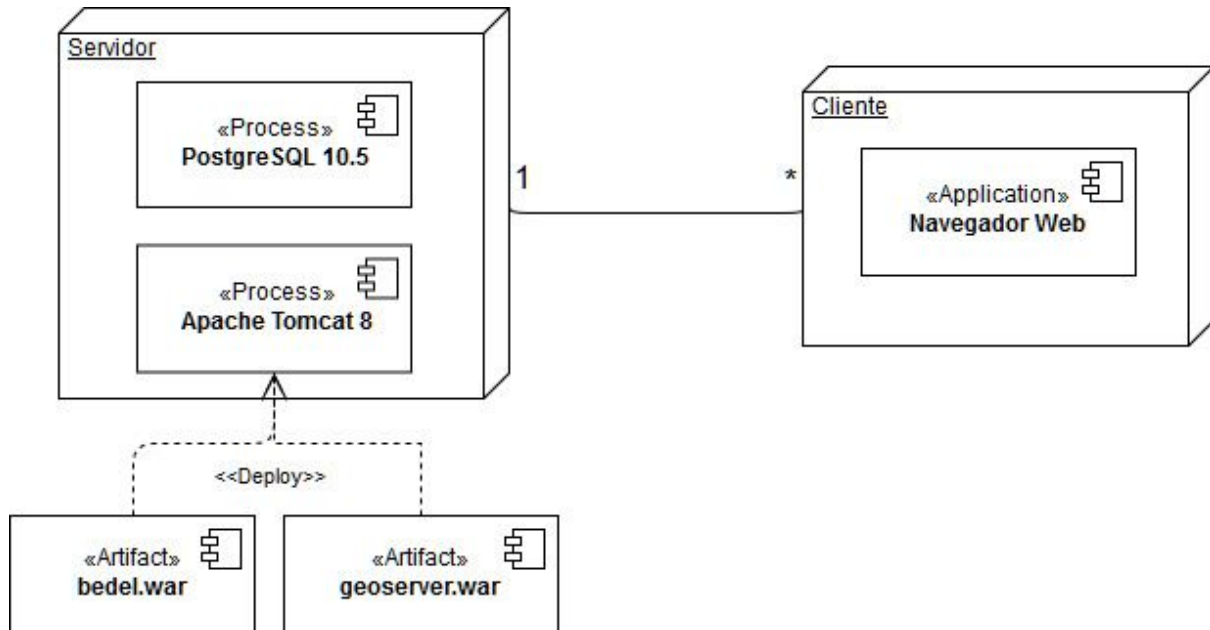 Servidor
«Process»
PostgreSQL 10.5
«Process»
Apache Tomcat 8
1
*
Cliente
«Application»
Navegador Web
<<Deploy>>
«Artifact»
bedel.war
«Artifact»
geoserver.war